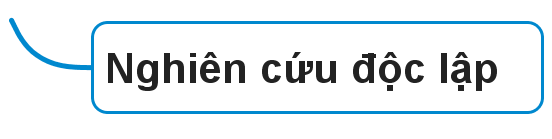 Nghiên cứu độc lập